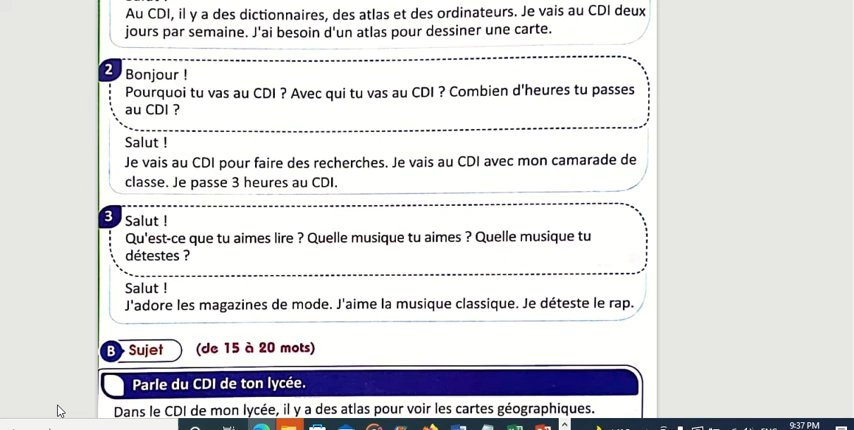 Au CDI, il y a des dictionnaires, des atlas et des ordinateurs. Je vais au CDI deux
jours par semaine. J'ai besoin d'un atlas pour dessiner une carte.
2
Bonjour !
Pourquoi tu vas au CDI ? Avec qui tu vas au CDI ? Combien d'heures tu passes
au CDI ?
Salut !
Je vais au CDI pour faire des recherches. Je vais au CDI avec mon camarade de
classe. Je passe 3 heures au CDI.
3
Salut !
Qu'est-ce que tu aimes lire ? Quelle musique tu aimes ? Quelle musique tu
détestes ?
Salut !
J'adore les magazines de mode. J'aime la musique classique. Je déteste le rap.
B Sujet (de 15 à 20 mots)
Parle du CDI de ton lycée.
Dans le CDI de mon lycée, il y a des atlas pour voir les cartes géographiques.
9:37 PM